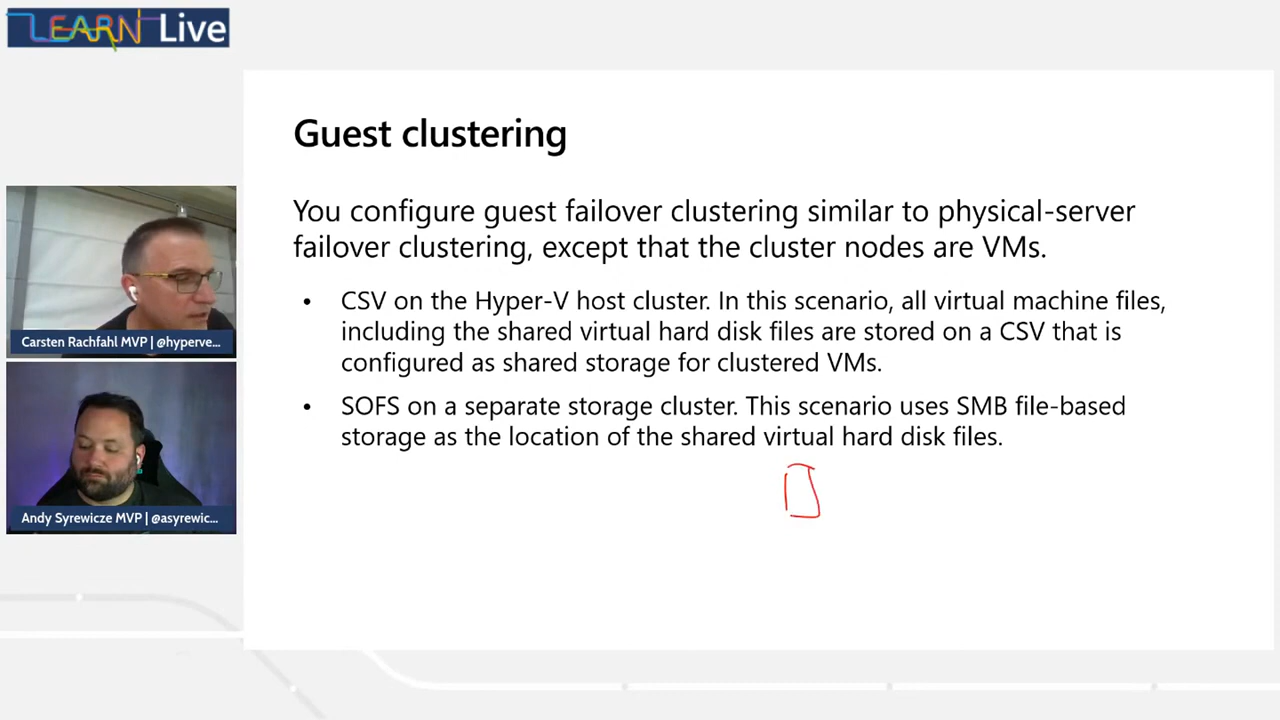 LEARN Live
Guest clustering
You configure guest failover clustering similar to physical-server
failover clustering, except that the cluster nodes are VMs.
• CSV on the Hyper-V host cluster. In this scenario, all virtual machine files,
including the shared virtual hard disk files are stored on a CSV that is
configured as shared storage for clustered VMs.
• SOFS on a separate storage cluster. This scenario uses SMB file-based
storage as the location of the shared virtual hard disk files.
Carsten Rachfahl MVP | @hyperve...
Andy Syrewicze MVP | @asyrewic...